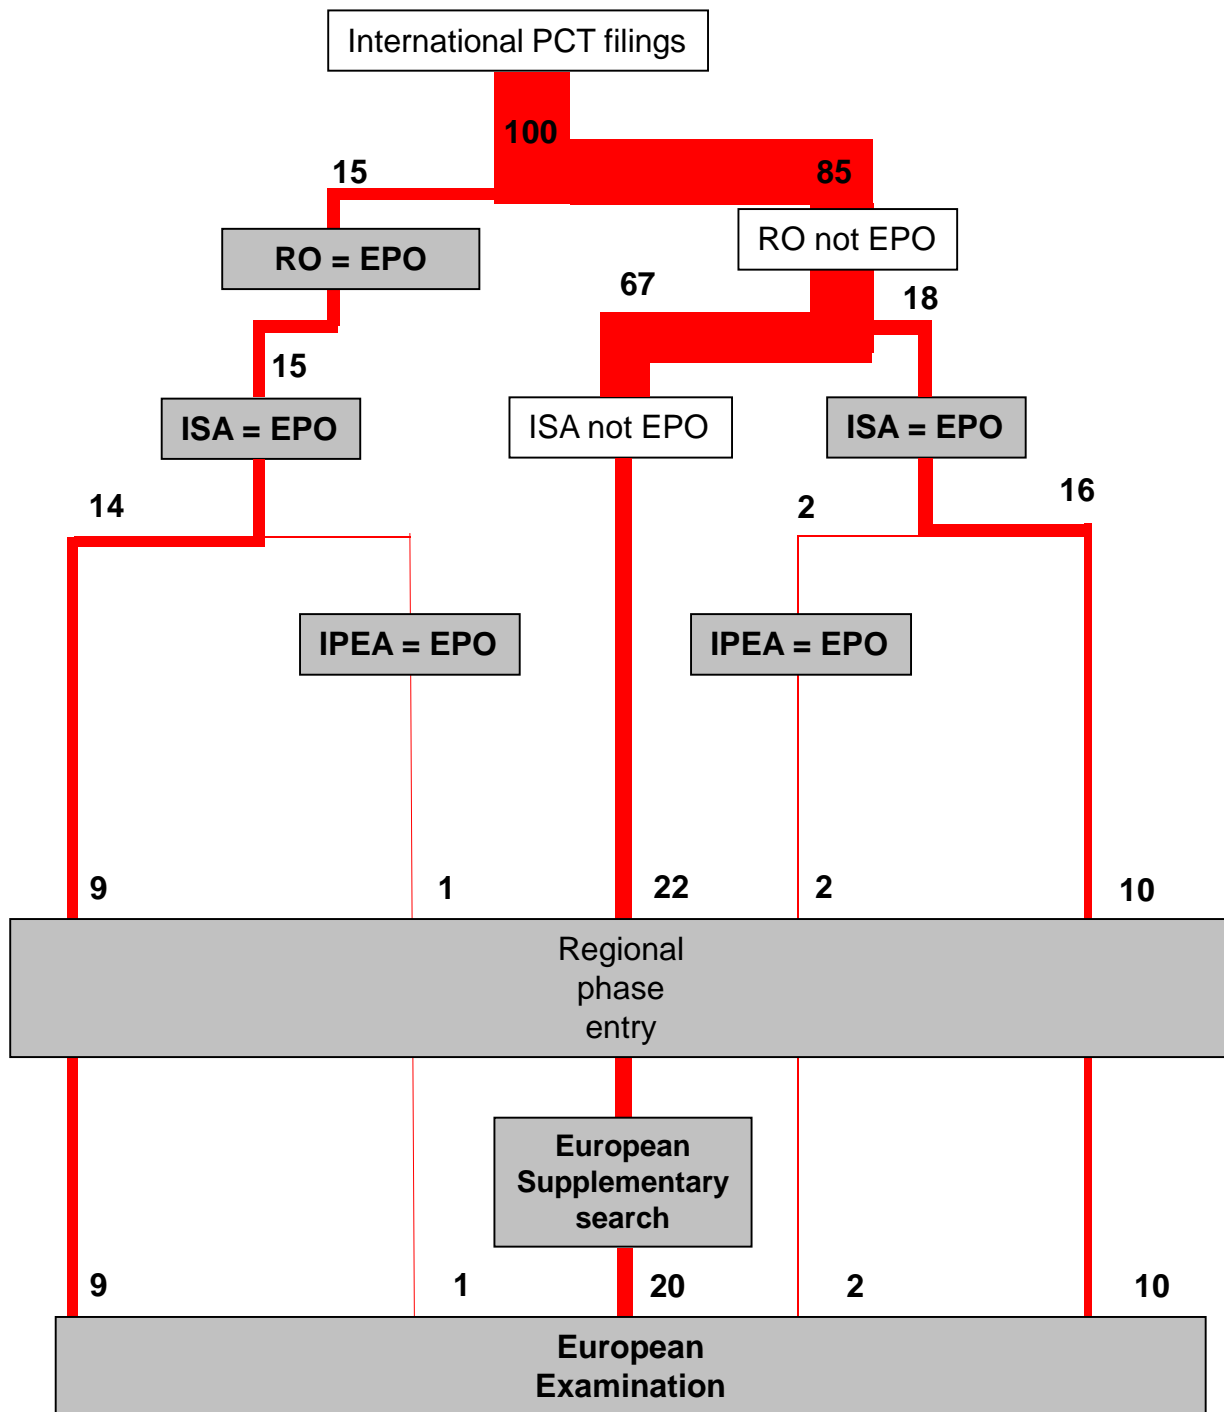 International PCT filings
100
15
85
RO = EPO
RO not EPO
67
18
15
ISA = EPO
ISA not EPO
ISA = EPO
14
2
16
IPEA = EPO
IPEA = EPO
9
1
22
2
10
Regional
phase
entry
European
Supplementary
search
9
1
20
2
10
European
Examination